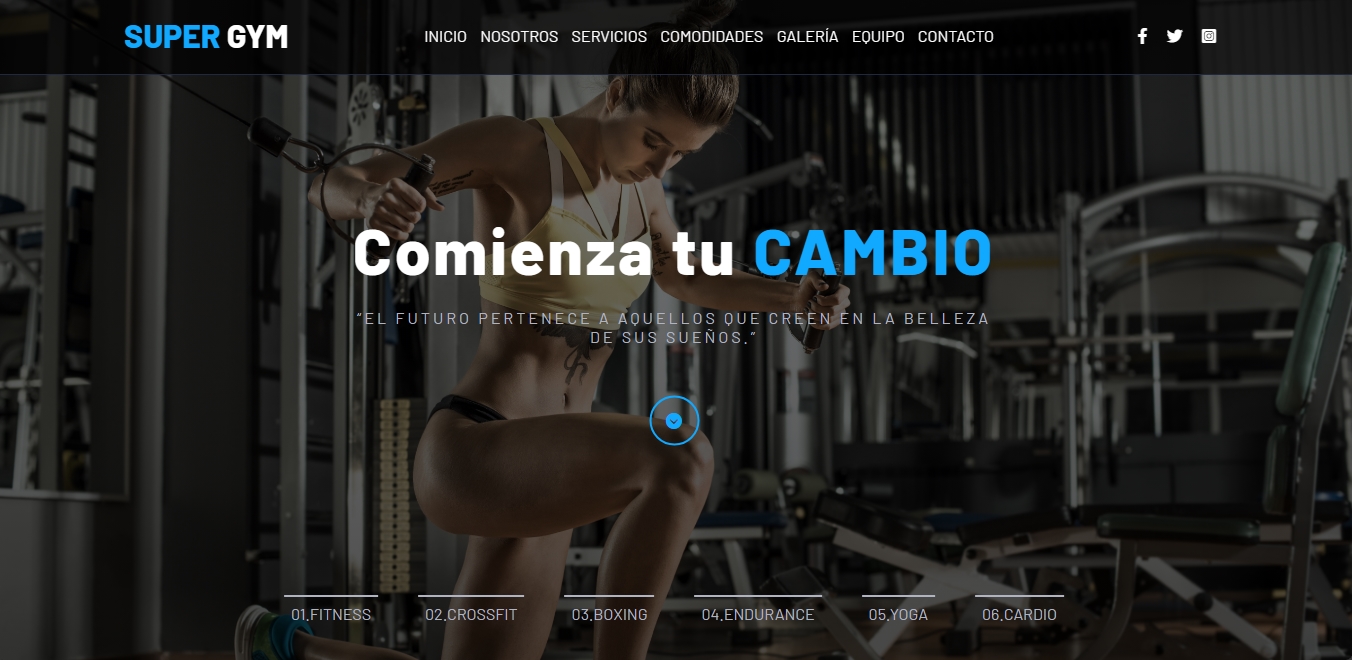 SUPER GYM
INICIO NOSOTROS SERVICIOS COMODIDADES GALERÍA EQUIPO CONTACTO
Comienza tu CAMBIO
“EL FUTURO PERTENECE A AQUELLOS QUE CREEN EN LA BELLEZA
DE SUS SUEÑOS.”
01.FITNESS 02.CROSSFIT 03.BOXING 04.ENDURANCE 05.YOGA 06.CARDIO